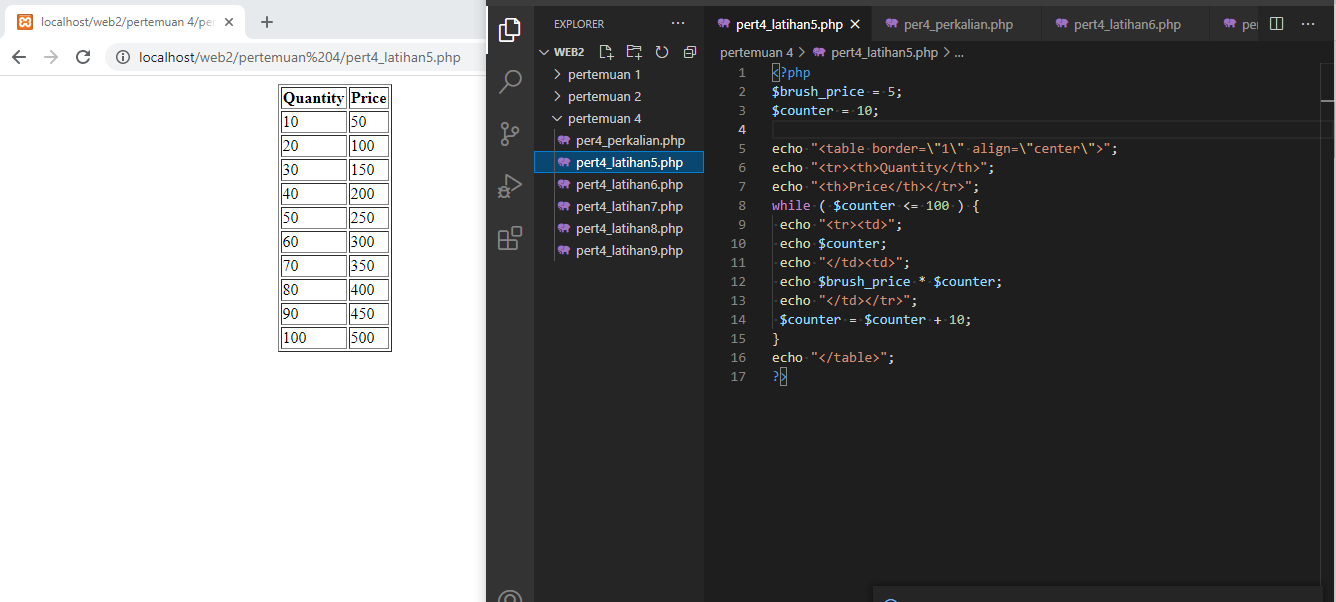 localhost/web2/pertemuan 4/per
localhost/web2/pertemuan%204/pert4_latihan5.php
Quantity Price
10 50
20 100
30 150
40 200
50 250
60 300
70 350
80 400
90 450
100 500
EXPLORER
WEB2
pertemuan 1
pertemuan 2
pertemuan 4
per4_perkalian.php
pert4_latihan5.php
pert4_latihan6.php
pert4_latihan7.php
pert4_latihan8.php
pert4_latihan9.php
pert4_latihan5.php per4_perkalian.php pert4_latihan6.php per
pertemuan 4 > pert4_latihan5.php > ...
1 <?php
2 $brush_price = 5;
3 $counter = 10;
4
5 echo "<table border=\"1\" align=\"center\">";
6 echo "<tr><th>Quantity</th>";
7 echo "<th>Price</th></tr>";
8 while ( $counter <= 100 ) {
9 echo "<tr><td>";
10 echo $counter;
11 echo "</td><td>";
12 echo $brush_price * $counter;
13 echo "</td></tr>";
14 $counter = $counter + 10;
15 }
16 echo "</table>";
17 ?>